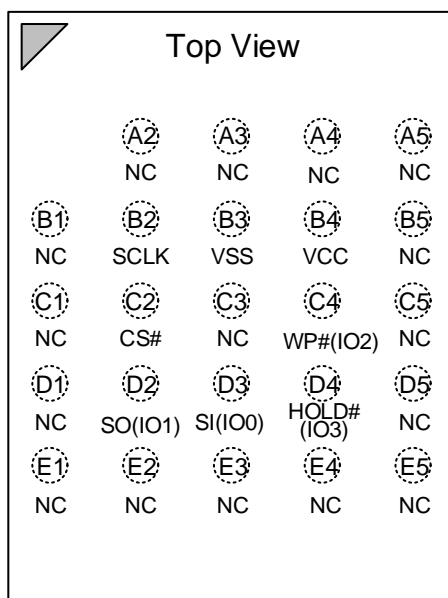 Top View
A2 A3 A4 A5
NC NC NC NC
B1 B2 B3 B4 B5
NC SCLK VSS VCC NC
C1 C2 C3 C4 C5
NC CS# NC WP#(IO2) NC
D1 D2 D3 D4 D5
NC SO(IO1) SI(IO0) HOLD# NC
(IO3)
E1 E2 E3 E4 E5
NC NC NC NC NC